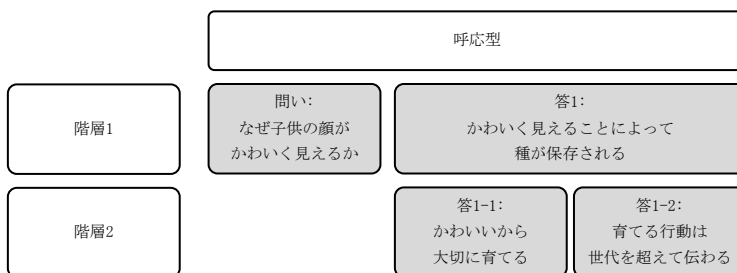 呼応型
階層1
問い:
なぜ子供の顔が
かわいく見えるか
答1:
かわいく見えることによって
種が保存される
階層2
答1-1:
かわいいから
大切に育てる
答1-2:
育てる行動は
世代を超えて伝わる